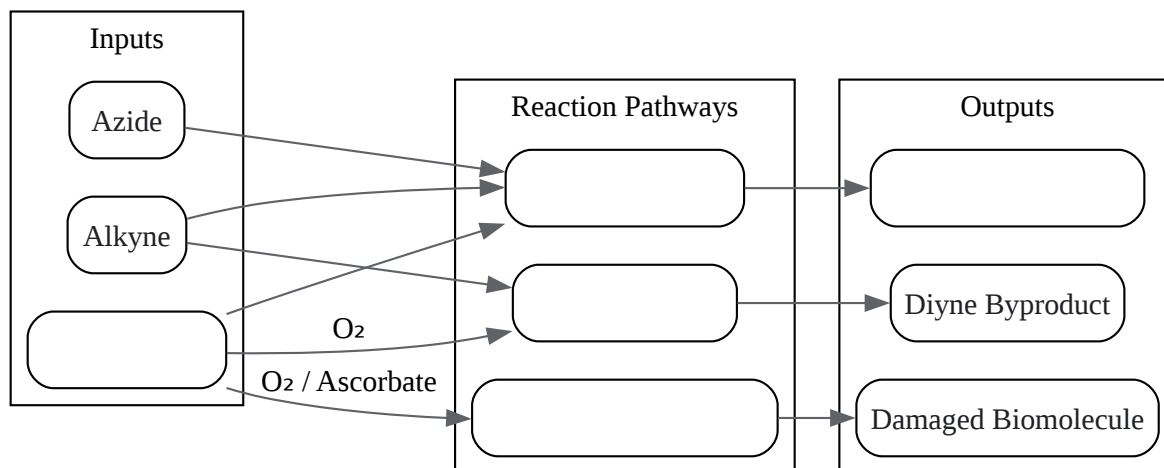 Inputs
Azide
Alkyne
O₂
O₂ / Ascorbate
Reaction Pathways
Outputs
Diyne Byproduct
Damaged Biomolecule